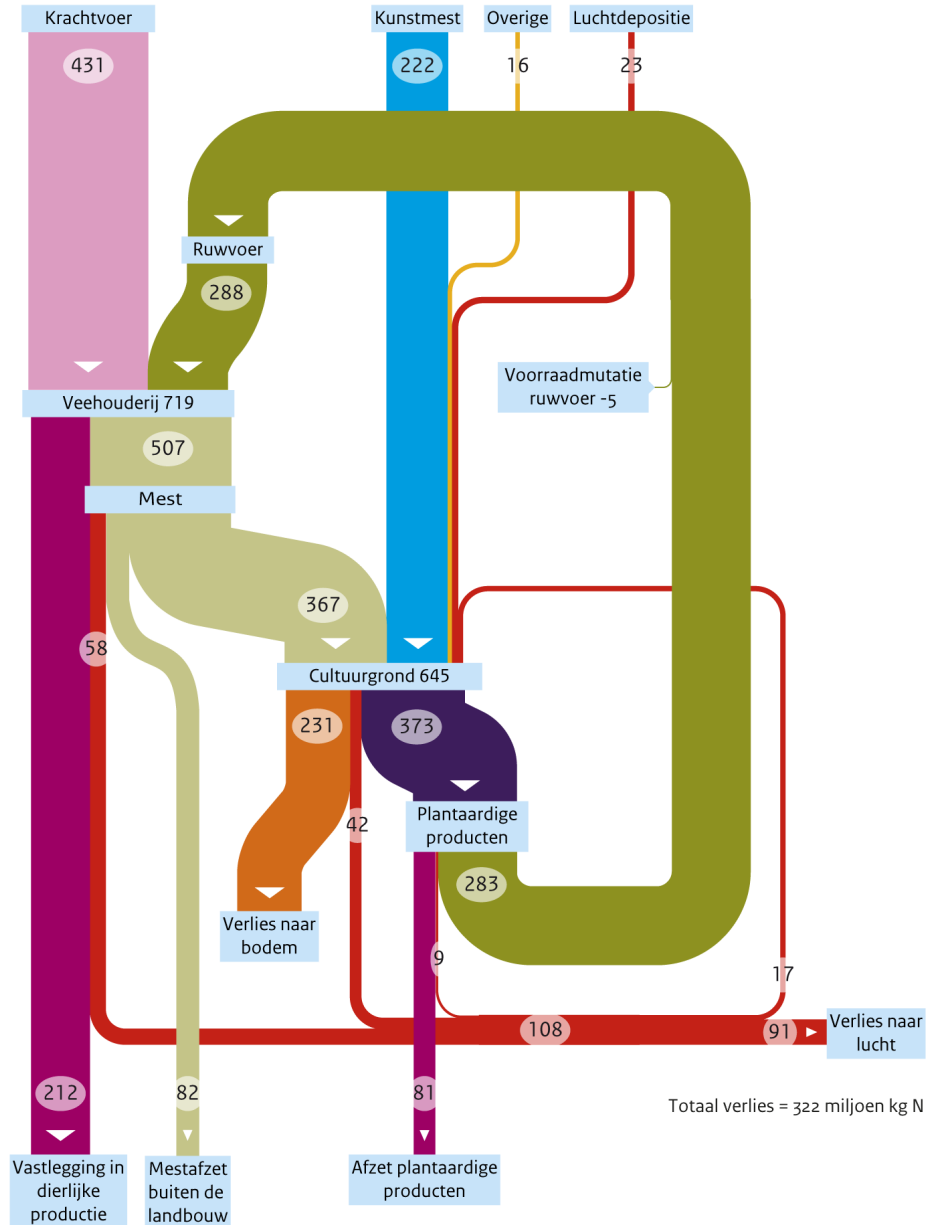 Krachtvoer
Kunstmest
Overige
Luchtdepositie
431
222
16
23
Ruwvoer
288
Voorraadmutatie
ruwvoer -5
Veehouderij 719
507
Mest
367
58
Cultuurgrond 645
231
373
42
Plantaardige
producten
283
Verlies naar
bodem
9
17
108
91
Verlies naar
lucht
212
82
81
Totaal verlies = 322 miljoen kg N
Vastlegging in
dierlijke
productie
Mestafzet
buiten de
landbouw
Afzet plantaardige
producten